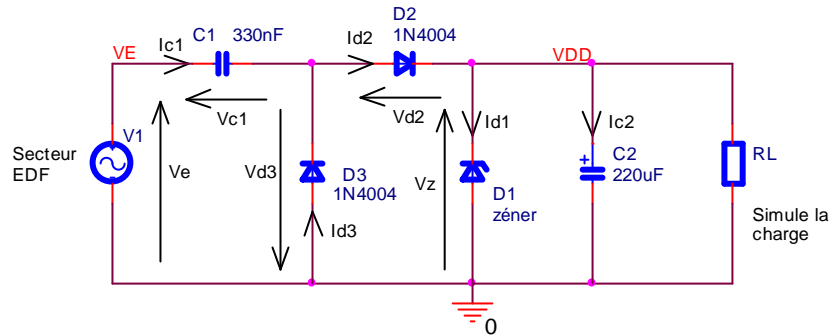 D2
1N4004
C1 330nF
Ic1
Id2
VE
VDD
Vc1
Vd2
Id1
Ic2
V1
Secteur
EDF
Ve
Vd3
D3
1N4004
Vz
D1
zéner
+
C2
220uF
RL
Id3
Simule la
charge
0